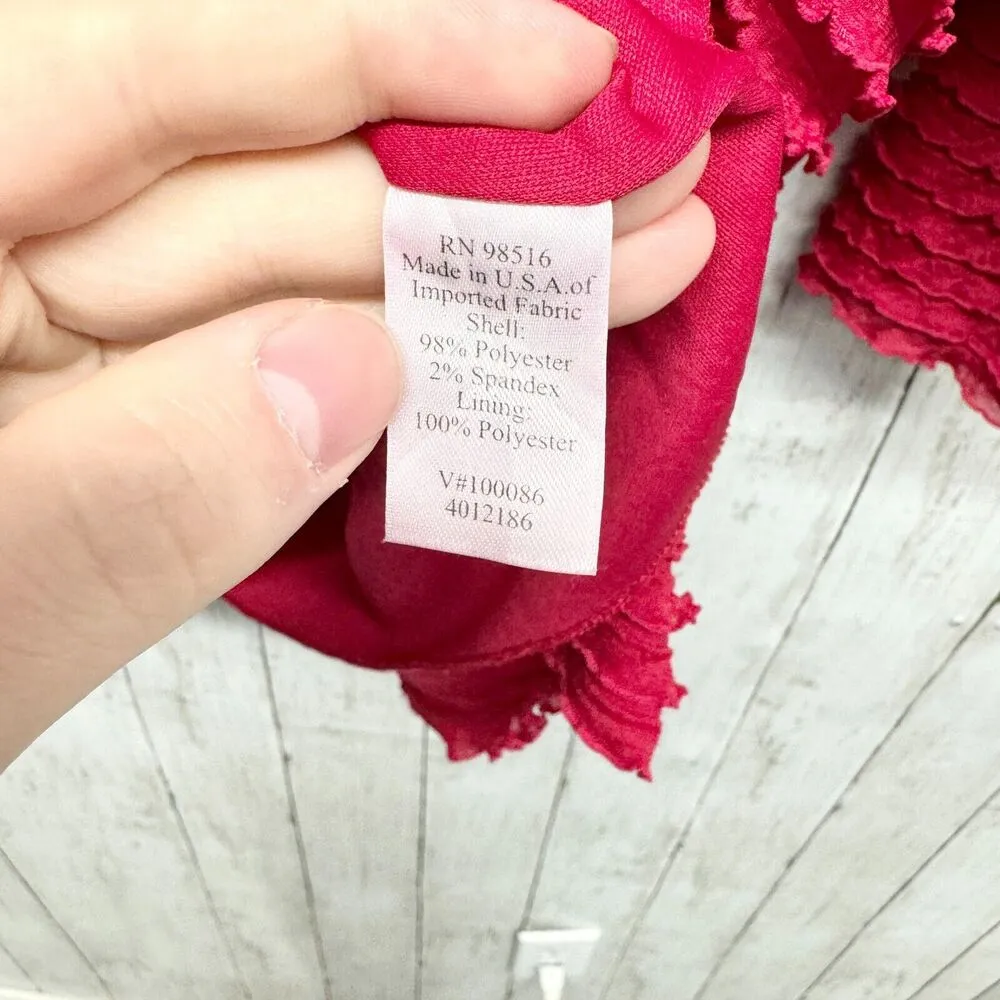 RN 98516
Made in U.S.A.of
Imported Fabric
Shell:
98% Polyester
2% Spandex
Lining:
100% Polyester
V#100086
4012186